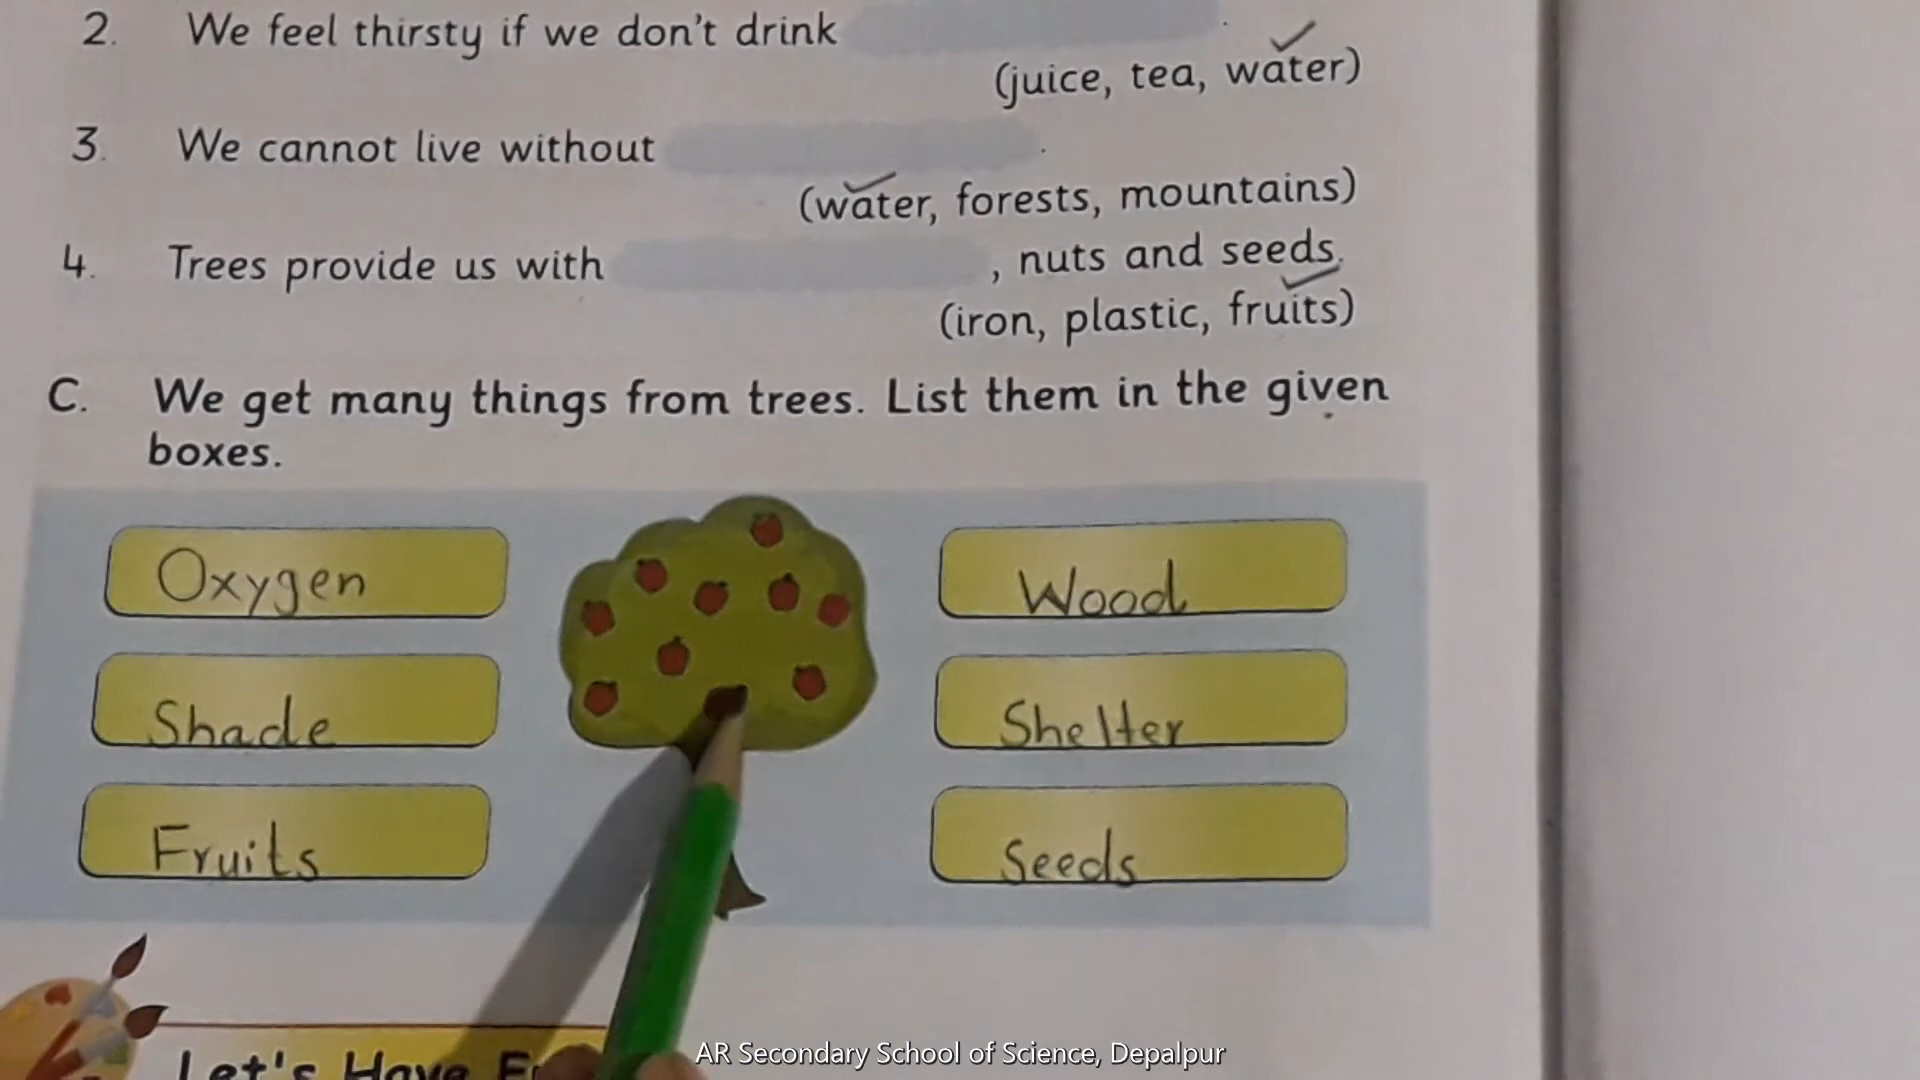 2. We feel thirsty if we don't drink .
(juice, tea, water)
3. We cannot live without .
(water, forests, mountains)
4. Trees provide us with , nuts and seeds.
(iron, plastic, fruits)
C. We get many things from trees. List them in the given
boxes.
Oxygen Wood
Shade Shelter
Fruits Seeds
Let's Have
AR Secondary School of Science, Depalpur